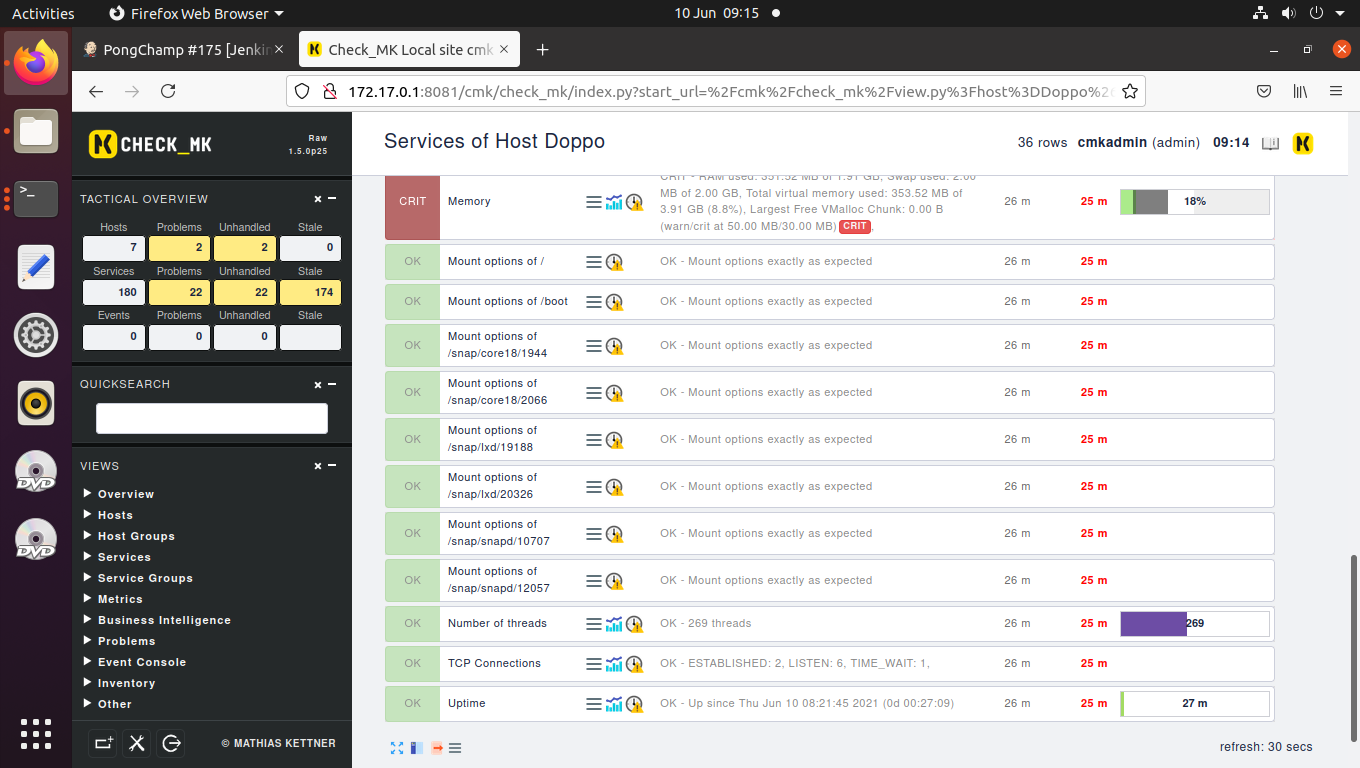 Activities
Firefox Web Browser
10 Jun 09:15
PongChamp #175 [Jenkin
Check_MK Local site cmk
172.17.0.1:8081/cmk/check_mk/index.py?start_url=%2Fcmk%2Fcheck_mk%2Fview.py%3Fhost%3DDoppo%2
CHECK_MK
Raw
1.5.0p25
Services of Host Doppo
36 rows cmkadmin (admin) 09:14
TACTICAL OVERVIEW
Hosts Problems Unhandled Stale
7 2 2 0
Services Problems Unhandled Stale
180 22 22 174
Events Problems Unhandled Stale
0 0 0
QUICKSEARCH
VIEWS
Overview
Hosts
Host Groups
Services
Service Groups
Metrics
Business Intelligence
Problems
Event Console
Inventory
Other
© MATHIAS KETTNER
CRIT Memory
CRIT - RAM used: 351.52 MB of 1.91 GB, Swap used: 2.00
MB of 2.00 GB, Total virtual memory used: 353.52 MB of
3.91 GB (8.8%), Largest Free VMalloc Chunk: 0.00 B
(warn/crit at 50.00 MB/30.00 MB) CRIT,
26 m 25 m 18%
OK Mount options of / OK - Mount options exactly as expected 26 m 25 m
OK Mount options of /boot OK - Mount options exactly as expected 26 m 25 m
OK Mount options of
/snap/core18/1944 OK - Mount options exactly as expected 26 m 25 m
OK Mount options of
/snap/core18/2066 OK - Mount options exactly as expected 26 m 25 m
OK Mount options of
/snap/lxd/19188 OK - Mount options exactly as expected 26 m 25 m
OK Mount options of
/snap/lxd/20326 OK - Mount options exactly as expected 26 m 25 m
OK Mount options of
/snap/snapd/10707 OK - Mount options exactly as expected 26 m 25 m
OK Mount options of
/snap/snapd/12057 OK - Mount options exactly as expected 26 m 25 m
OK Number of threads OK - 269 threads 26 m 25 m 269
OK TCP Connections OK - ESTABLISHED: 2, LISTEN: 6, TIME_WAIT: 1, 26 m 25 m
OK Uptime OK - Up since Thu Jun 10 08:21:45 2021 (0d 00:27:09) 26 m 25 m 27 m
refresh: 30 secs
DVD
DVD